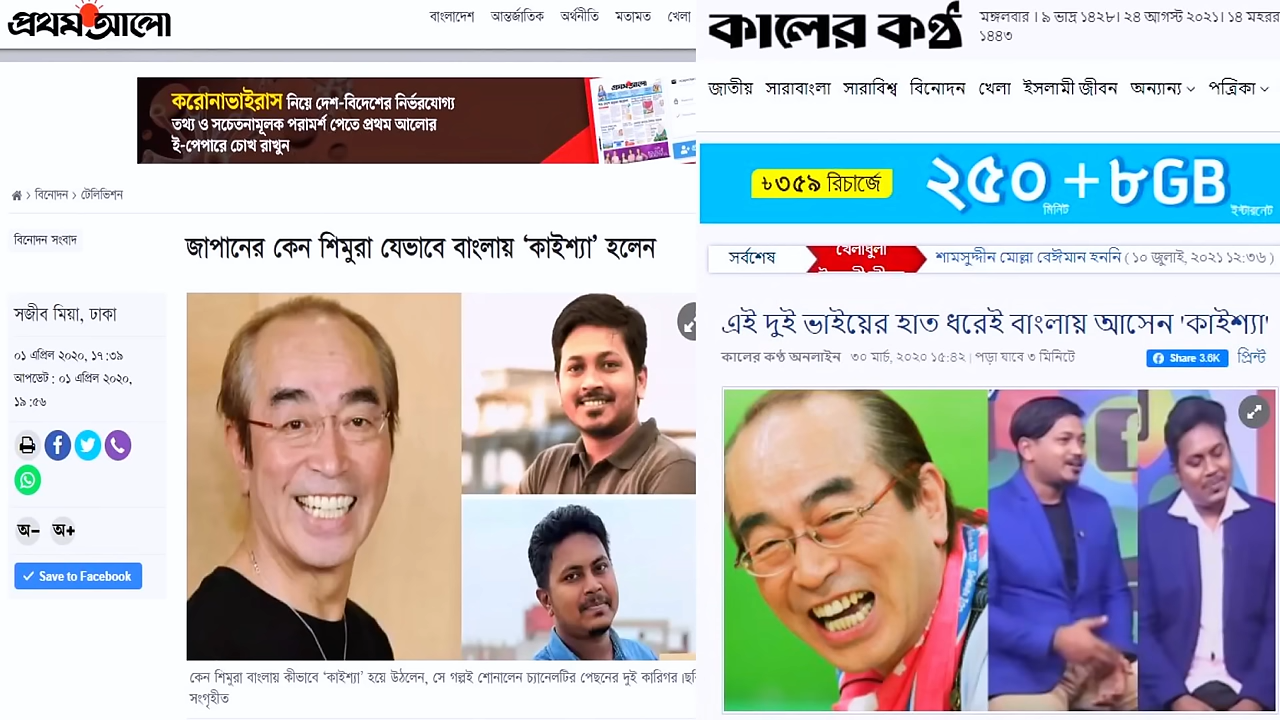 প্রথম আলো
বাংলাদেশ আন্তর্জাতিক অর্থনীতি মতামত খেলা
করোনাভাইরাস নিয়ে দেশ-বিদেশের নির্ভরযোগ্য
তথ্য ও সচেতনামূলক পরামর্শ পেতে প্রথম আলোর
ই-পেপারে চোখ রাখুন
বিনোদন › টেলিভিশন
বিনোদন সংবাদ
জাপানের কেন শিমুরা যেভাবে বাংলায় ‘কাইশ্যা’ হলেন
সজীব মিয়া, ঢাকা
০১ এপ্রিল ২০২০, ১৭:৩৯
আপডেট : ০১ এপ্রিল ২০২০,
১৯:৫৬
অ- অ+
Save to Facebook
কেন শিমুরা বাংলায় কীভাবে ‘কাইশ্যা’ হয়ে উঠলেন, সে গল্পই শোনালেন চ্যানেলটির পেছনের দুই কারিগর।
সংগৃহীত
কালের কণ্ঠ
মঙ্গলবার । ৯ ভাদ্র ১৪২৮। ২৪ আগস্ট ২০২১। ১৪ মহরর
১৪৪৩
জাতীয় সারাবাংলা সারাবিশ্ব বিনোদন খেলা ইসলামী জীবন অন্যান্য পত্রিকা
৳৩৫৯ রিচার্জে ২৫০ মিনিট + ৮GB ইন্টারনেট
সর্বশেষ খেলাধুলা শামসুদ্দীন মোল্লা বেঈমান হননি ( ১০ জুলাই, ২০২১ ১২:৩৬ )
এই দুই ভাইয়ের হাত ধরেই বাংলায় আসেন 'কাইশ্যা'
কালের কণ্ঠ অনলাইন ৩০ মার্চ, ২০২০ ১৫:৪২ | পড়া যাবে ৩ মিনিটে Share 3.6K প্রিন্ট